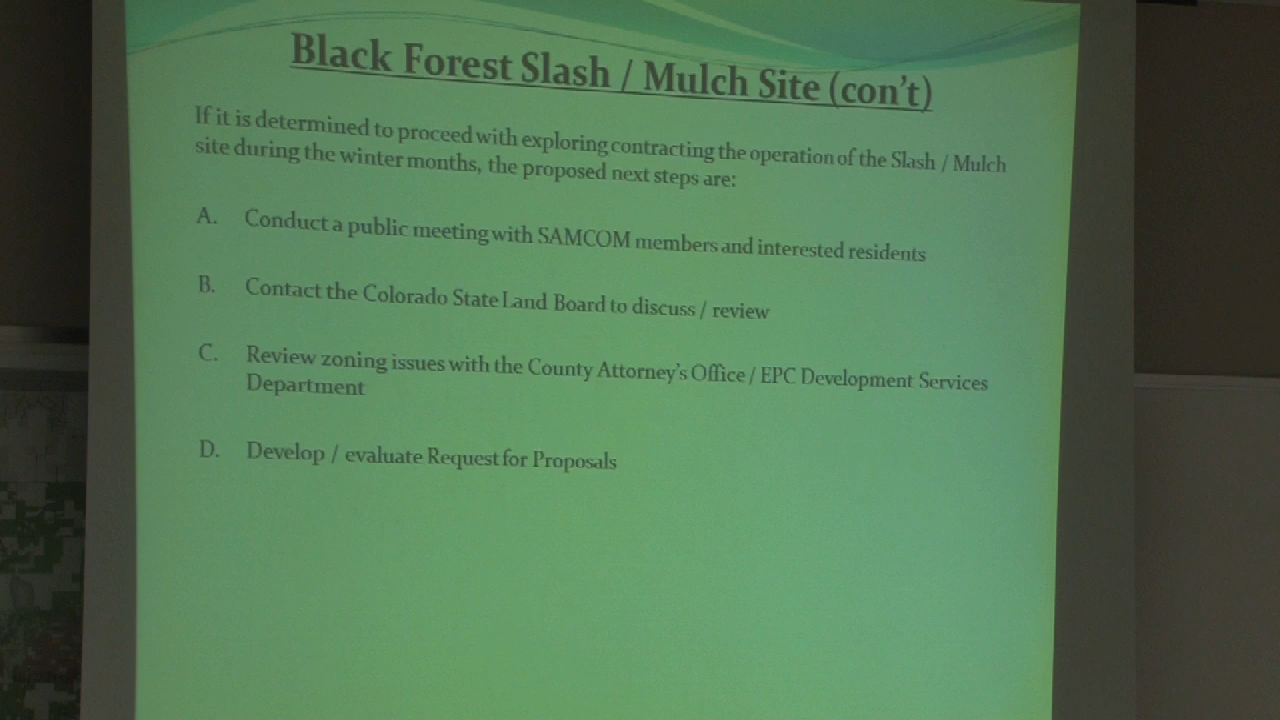 Black Forest Slash / Mulch Site (con't)
If it is determined to proceed with exploring contracting the operation of the Slash / Mulch
site during the winter months, the proposed next steps are:
A. Conduct a public meeting with SAMCOM members and interested residents
B. Contact the Colorado State Land Board to discuss / review
C. Review zoning issues with the County Attorney's Office / EPC Development Services
Department
D. Develop / evaluate Request for Proposals